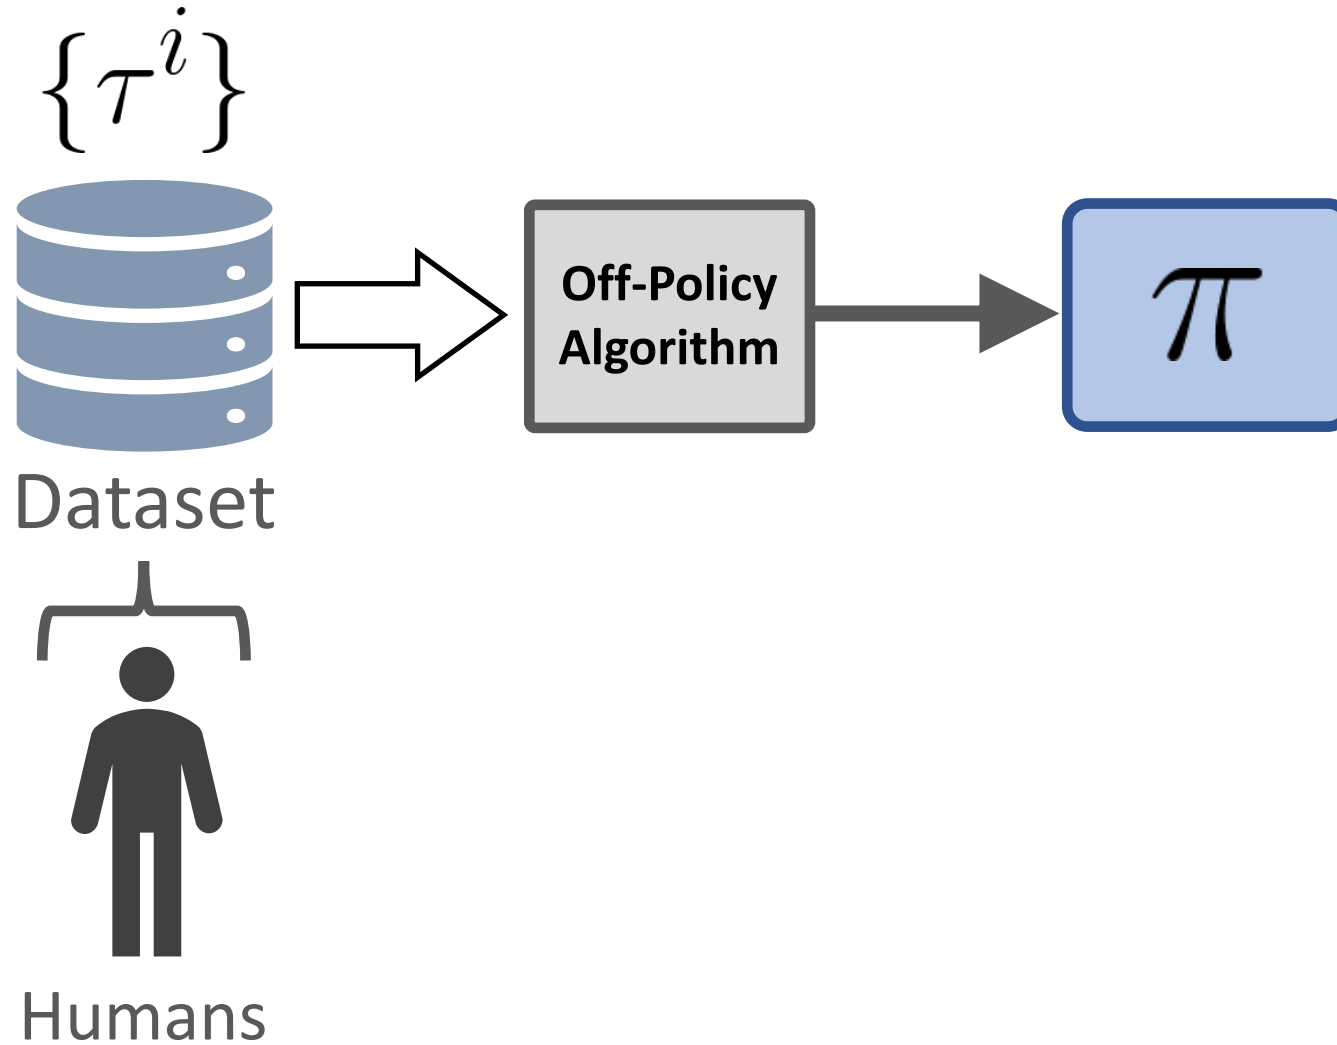 {τ^i}
Off-Policy
Algorithm
π
Dataset
Humans